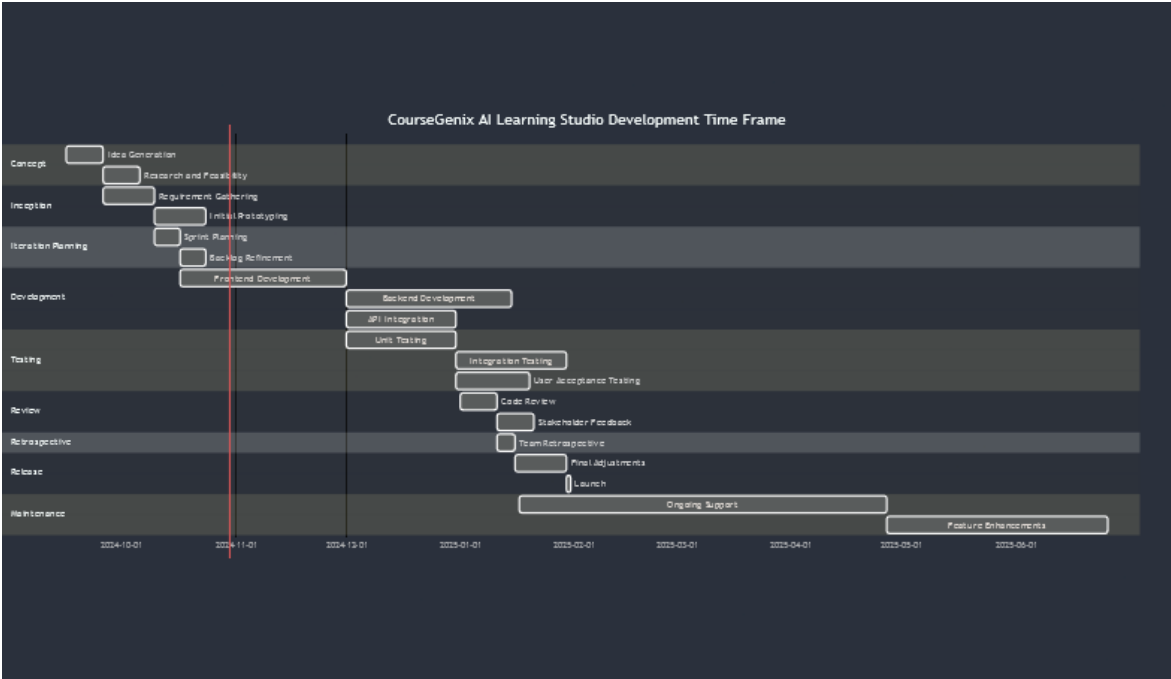 CourseGenix AI Learning Studio Development Time Frame
Concept
Idea Generation
Research and Feasibility
Inception
Requirement Gathering
Initial Prototyping
Iteration Planning
Sprint Planning
Backlog Refinement
Development
Frontend Development
Backend Development
API Integration
Testing
Unit Testing
Integration Testing
User Acceptance Testing
Review
Code Review
Stakeholder Feedback
Retrospective
Team Retrospective
Release
Final Adjustments
Launch
Maintenance
Ongoing Support
Feature Enhancements
2024-10-01 2024-11-01 2024-12-01 2025-01-01 2025-02-01 2025-03-01 2025-04-01 2025-05-01 2025-06-01